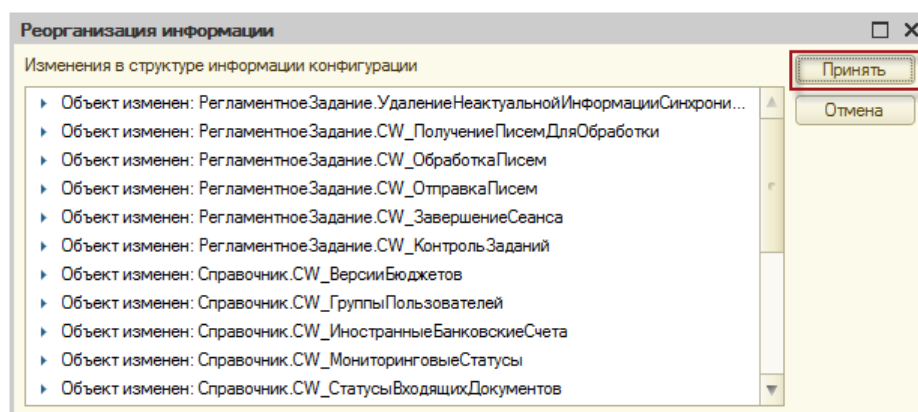 Реорганизация информации
Изменения в структуре информации конфигурации
Принять
Отмена
Объект изменен: РегламентноеЗадание.УдалениеНеактуальнойИнформацииСинхрони...
Объект изменен: РегламентноеЗадание.CW_ПолучениеПисемДляОбработки
Объект изменен: РегламентноеЗадание.CW_ОбработкаПисем
Объект изменен: РегламентноеЗадание.CW_ОтправкаПисем
Объект изменен: РегламентноеЗадание.CW_ЗавершениеСеанса
Объект изменен: РегламентноеЗадание.CW_КонтрольЗаданий
Объект изменен: Справочник.CW_ВерсииБюджетов
Объект изменен: Справочник.CW_ГруппыПользователей
Объект изменен: Справочник.CW_ИностранныеБанковскиеСчета
Объект изменен: Справочник.CW_МониторинговыеСтатусы
Объект изменен: Справочник.CW_СтатусыВходящихДокументов